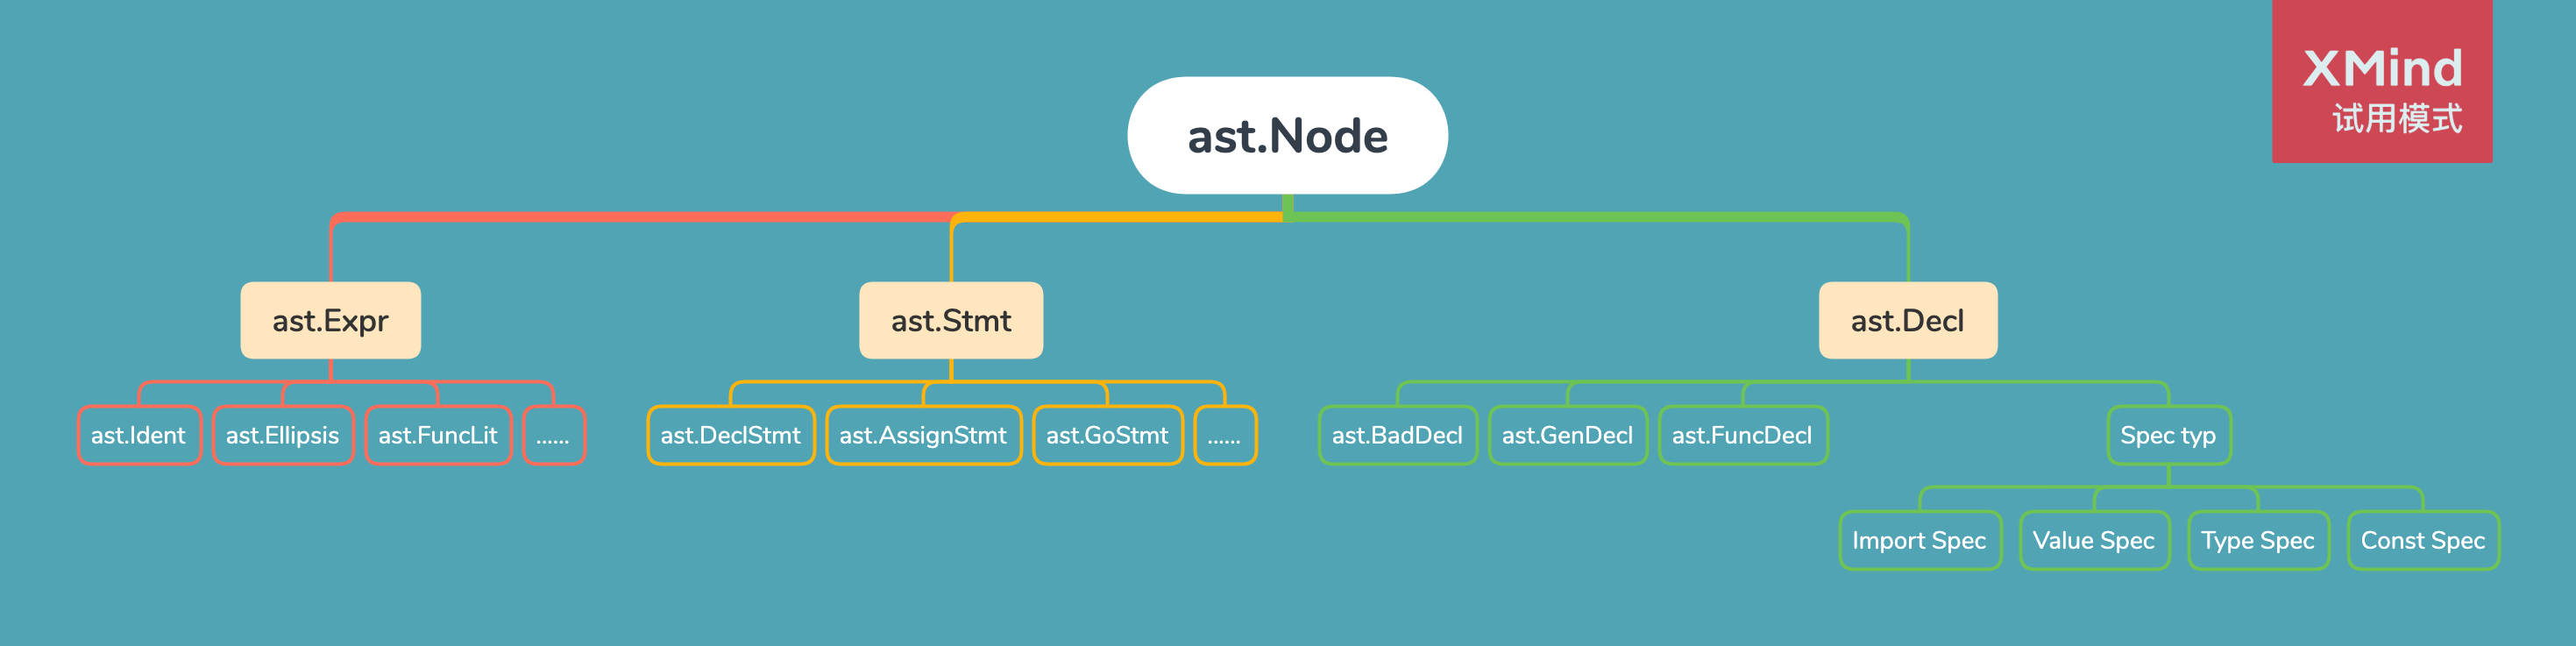 XMind
试用模式
ast.Node
ast.Expr
ast.Stmt
ast.Decl
ast.Ident
ast.Ellipsis
ast.FuncLit
......
ast.DeclStmt
ast.AssignStmt
ast.GoStmt
......
ast.BadDecl
ast.GenDecl
ast.FuncDecl
Spec typ
Import Spec
Value Spec
Type Spec
Const Spec